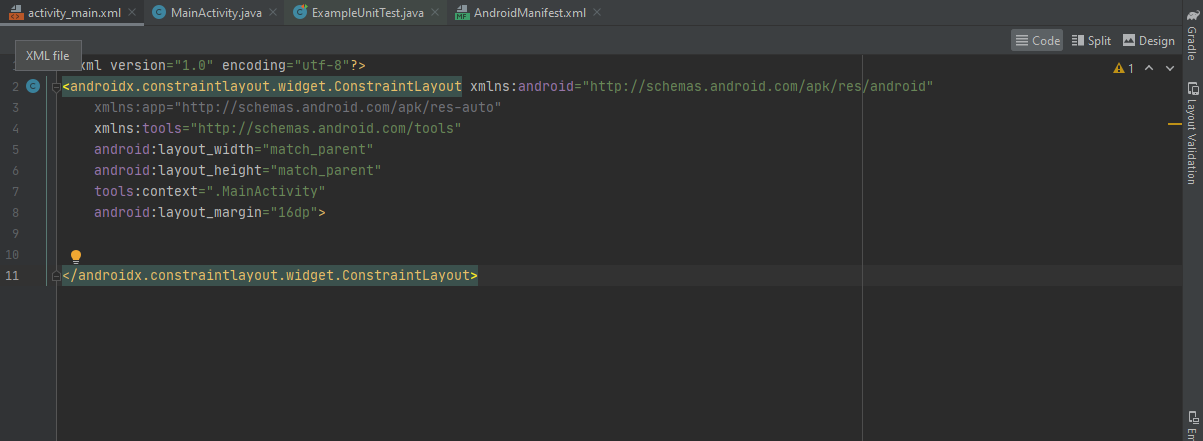 activity_main.xml MainActivity.java ExampleUnitTest.java AndroidManifest.xml
Code Split Design
XML file
1 xml version="1.0" encoding="utf-8"?>
2 <androidx.constraintlayout.widget.ConstraintLayout xmlns:android="http://schemas.android.com/apk/res/android"
3 xmlns:app="http://schemas.android.com/apk/res-auto"
4 xmlns:tools="http://schemas.android.com/tools"
5 android:layout_width="match_parent"
6 android:layout_height="match_parent"
7 tools:context=".MainActivity"
8 android:layout_margin="16dp">
9
10
11 </androidx.constraintlayout.widget.ConstraintLayout>
1
Gradle
Layout Validation